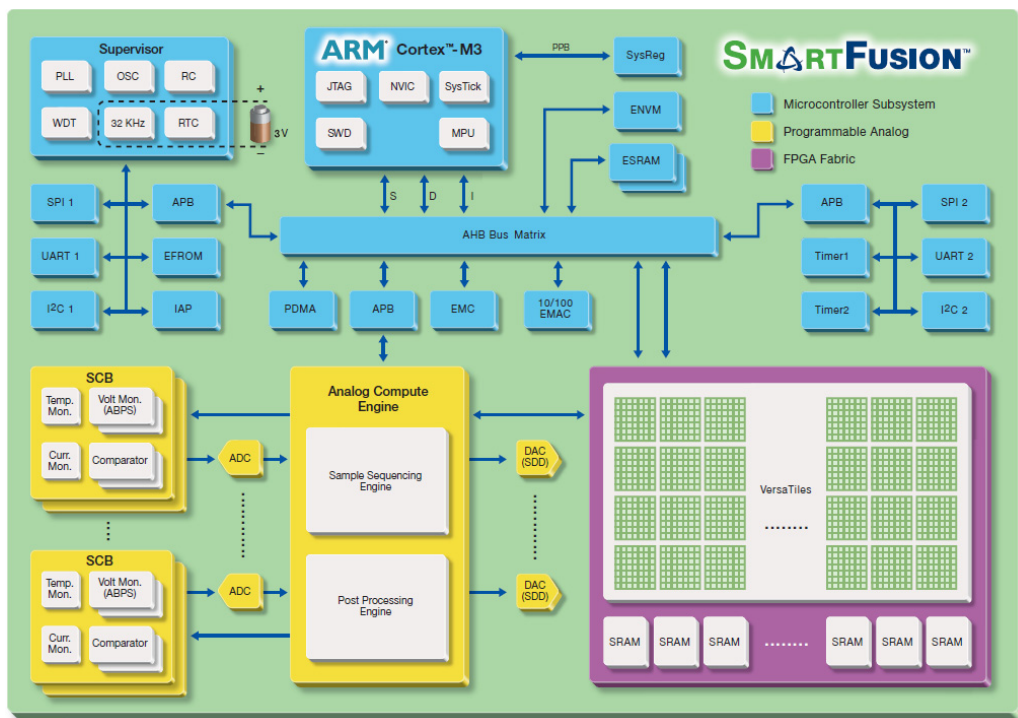 Supervisor
PLL
OSC
RC
WDT
32 KHz
RTC
+
3V
–
ARM® Cortex™-M3
JTAG
NVIC
SysTick
SWD
MPU
PPB
SysReg
ENVM
ESRAM
SMARTFUSION™
Microcontroller Subsystem
Programmable Analog
FPGA Fabric
S
D
I
SPI 1
APB
UART 1
EFROM
I²C 1
IAP
AHB Bus Matrix
PDMA
APB
EMC
10/100
EMAC
APB
SPI 2
Timer1
UART 2
Timer2
I²C 2
SCB
Temp.
Mon.
Volt Mon.
(ABPS)
Curr.
Mon.
Comparator
ADC
SCB
Temp.
Mon.
Volt Mon.
(ABPS)
Curr.
Mon.
Comparator
ADC
Analog Compute
Engine
Sample Sequencing
Engine
Post Processing
Engine
DAC
(SDD)
DAC
(SDD)
VersaTiles
........
SRAM
SRAM
SRAM
........
SRAM
SRAM
SRAM